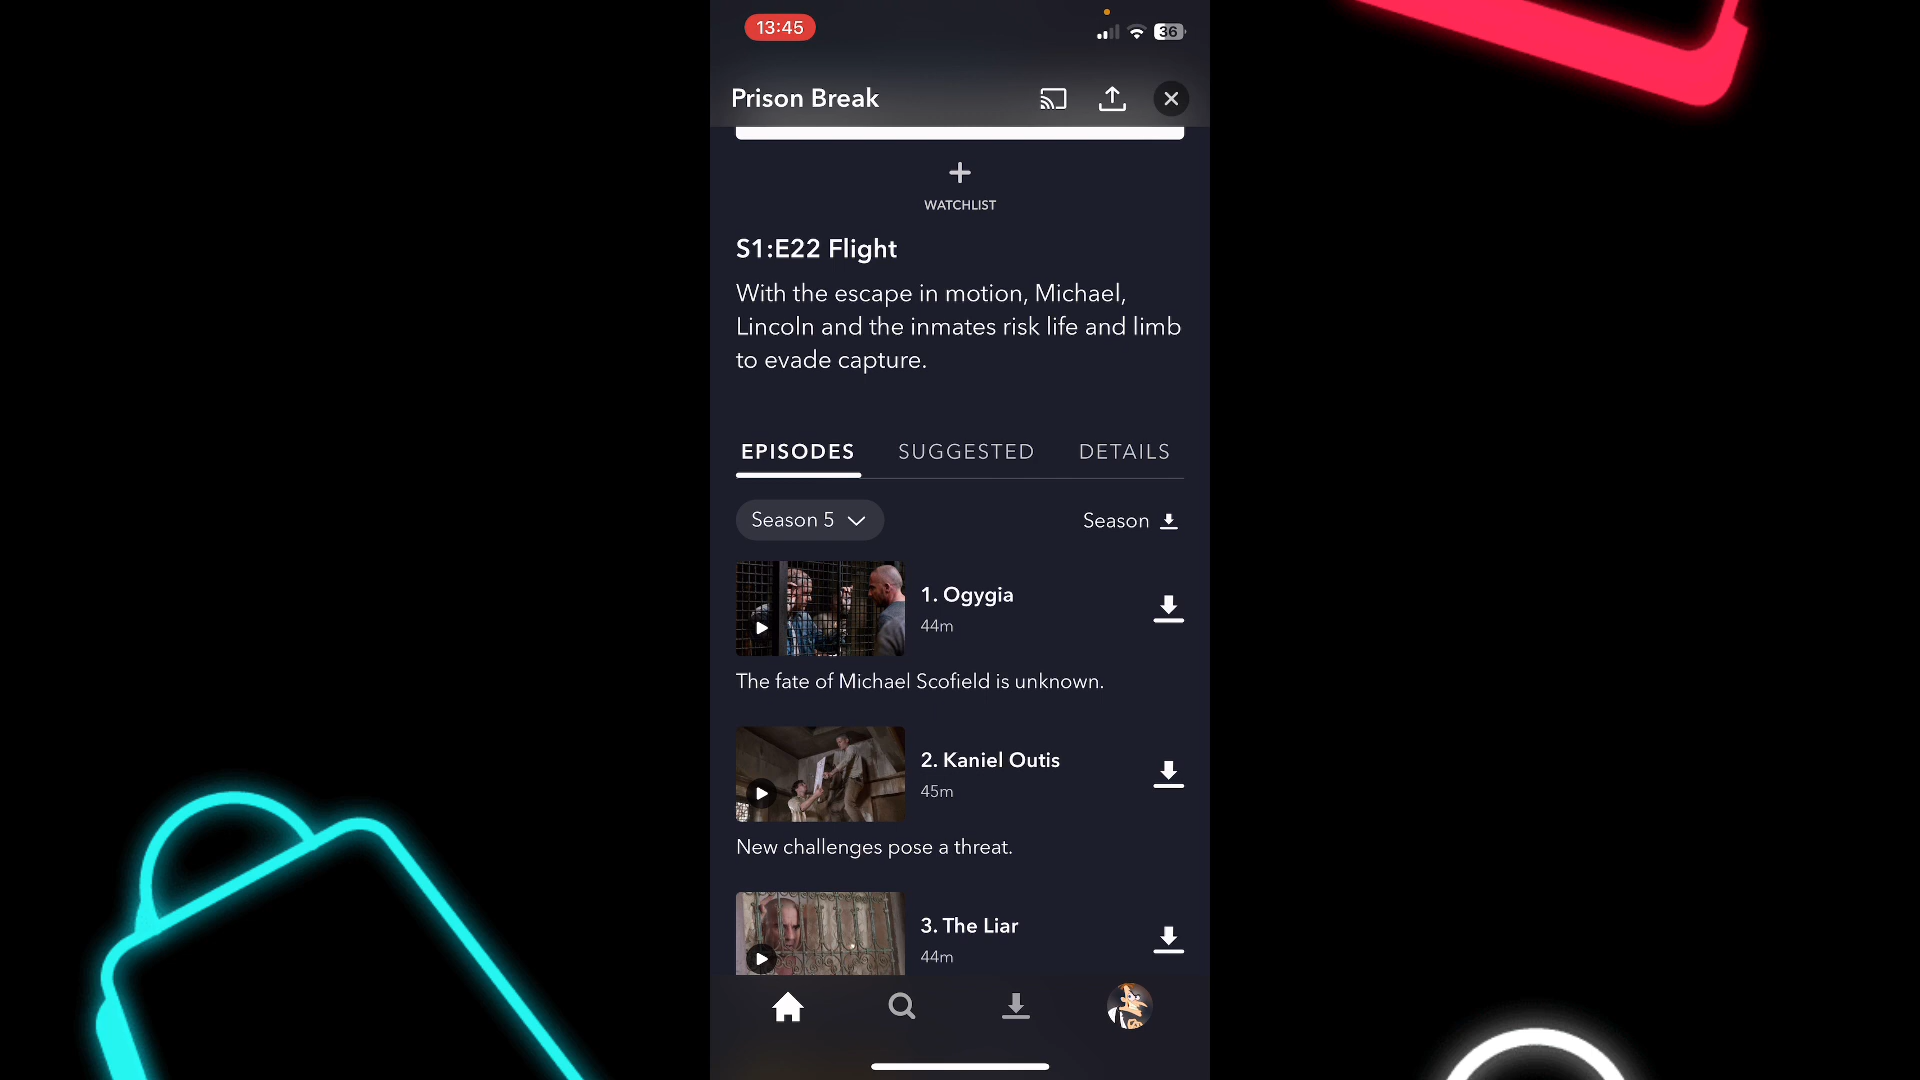 13:45
36
Prison Break
WATCHLIST
S1:E22 Flight
With the escape in motion, Michael,
Lincoln and the inmates risk life and limb
to evade capture.
EPISODES SUGGESTED DETAILS
Season 5 Season
1. Ogygia
44m
The fate of Michael Scofield is unknown.
2. Kaniel Outis
45m
New challenges pose a threat.
3. The Liar
44m